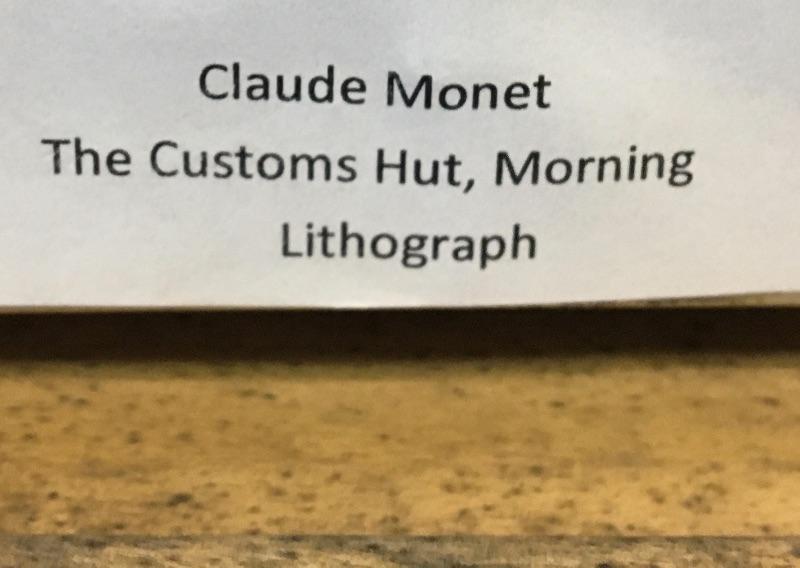 Claude Monet
The Customs Hut, Morning
Lithograph